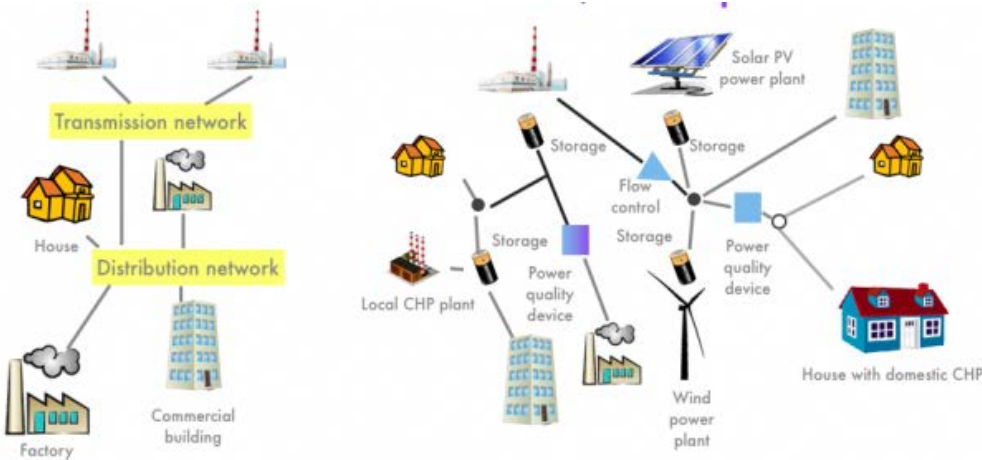 Transmission network
House
Distribution network
Commercial
building
Factory
Solar PV
power plant
Storage
Storage
Flow
control
Storage
Storage
Power
quality
device
Power
quality
device
Local CHP plant
House with domestic CHP
Wind
power
plant